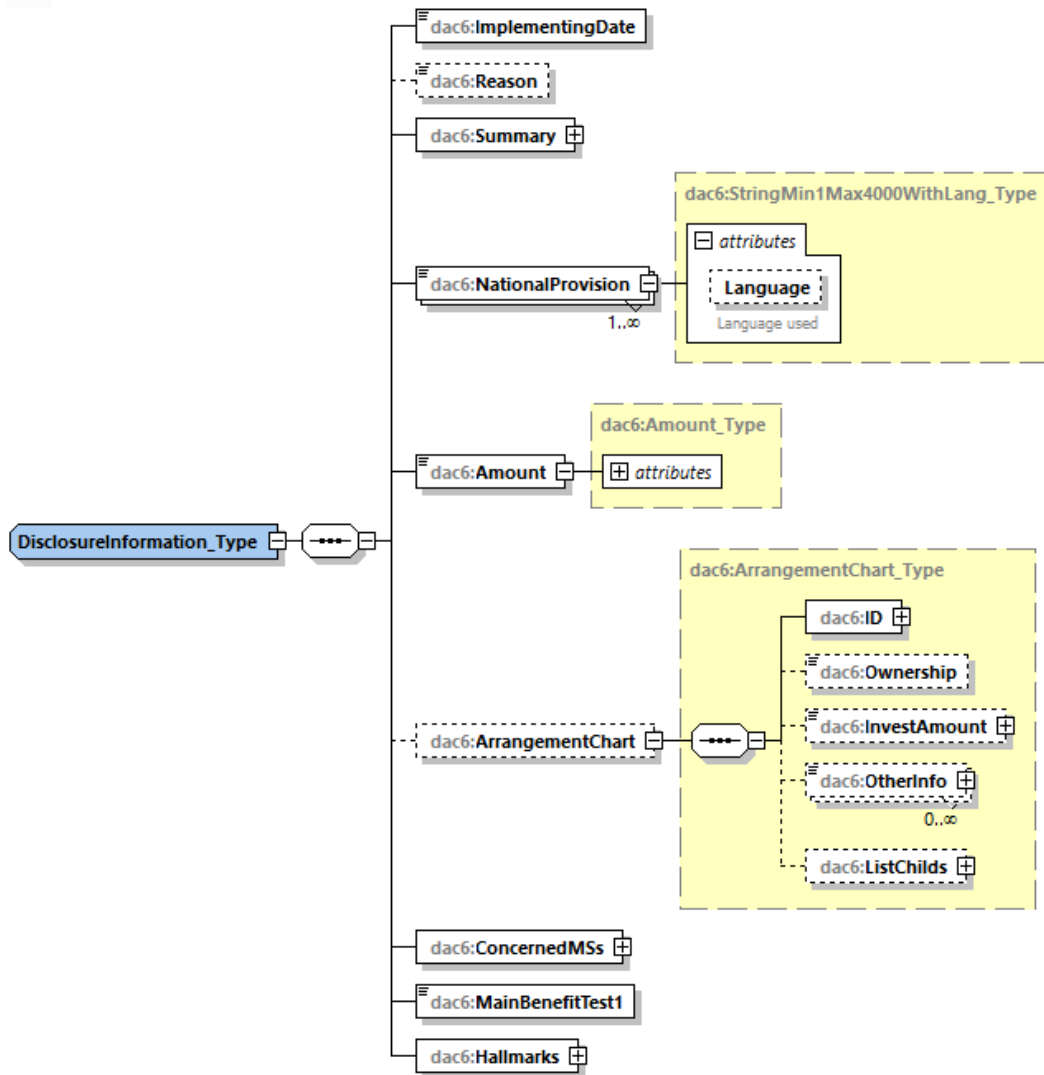 dac6:ImplementingDate
dac6:Reason
dac6:Summary
dac6:StringMin1Max4000WithLang_Type
attributes
dac6:NationalProvision
Language
1..∞
Language used
dac6:Amount_Type
dac6:Amount
attributes
DisclosureInformation_Type
dac6:ArrangementChart_Type
dac6:ID
dac6:Ownership
dac6:ArrangementChart
dac6:InvestAmount
dac6:OtherInfo
0..∞
dac6:ListChilds
dac6:ConcernedMSs
dac6:MainBenefitTest1
dac6:Hallmarks